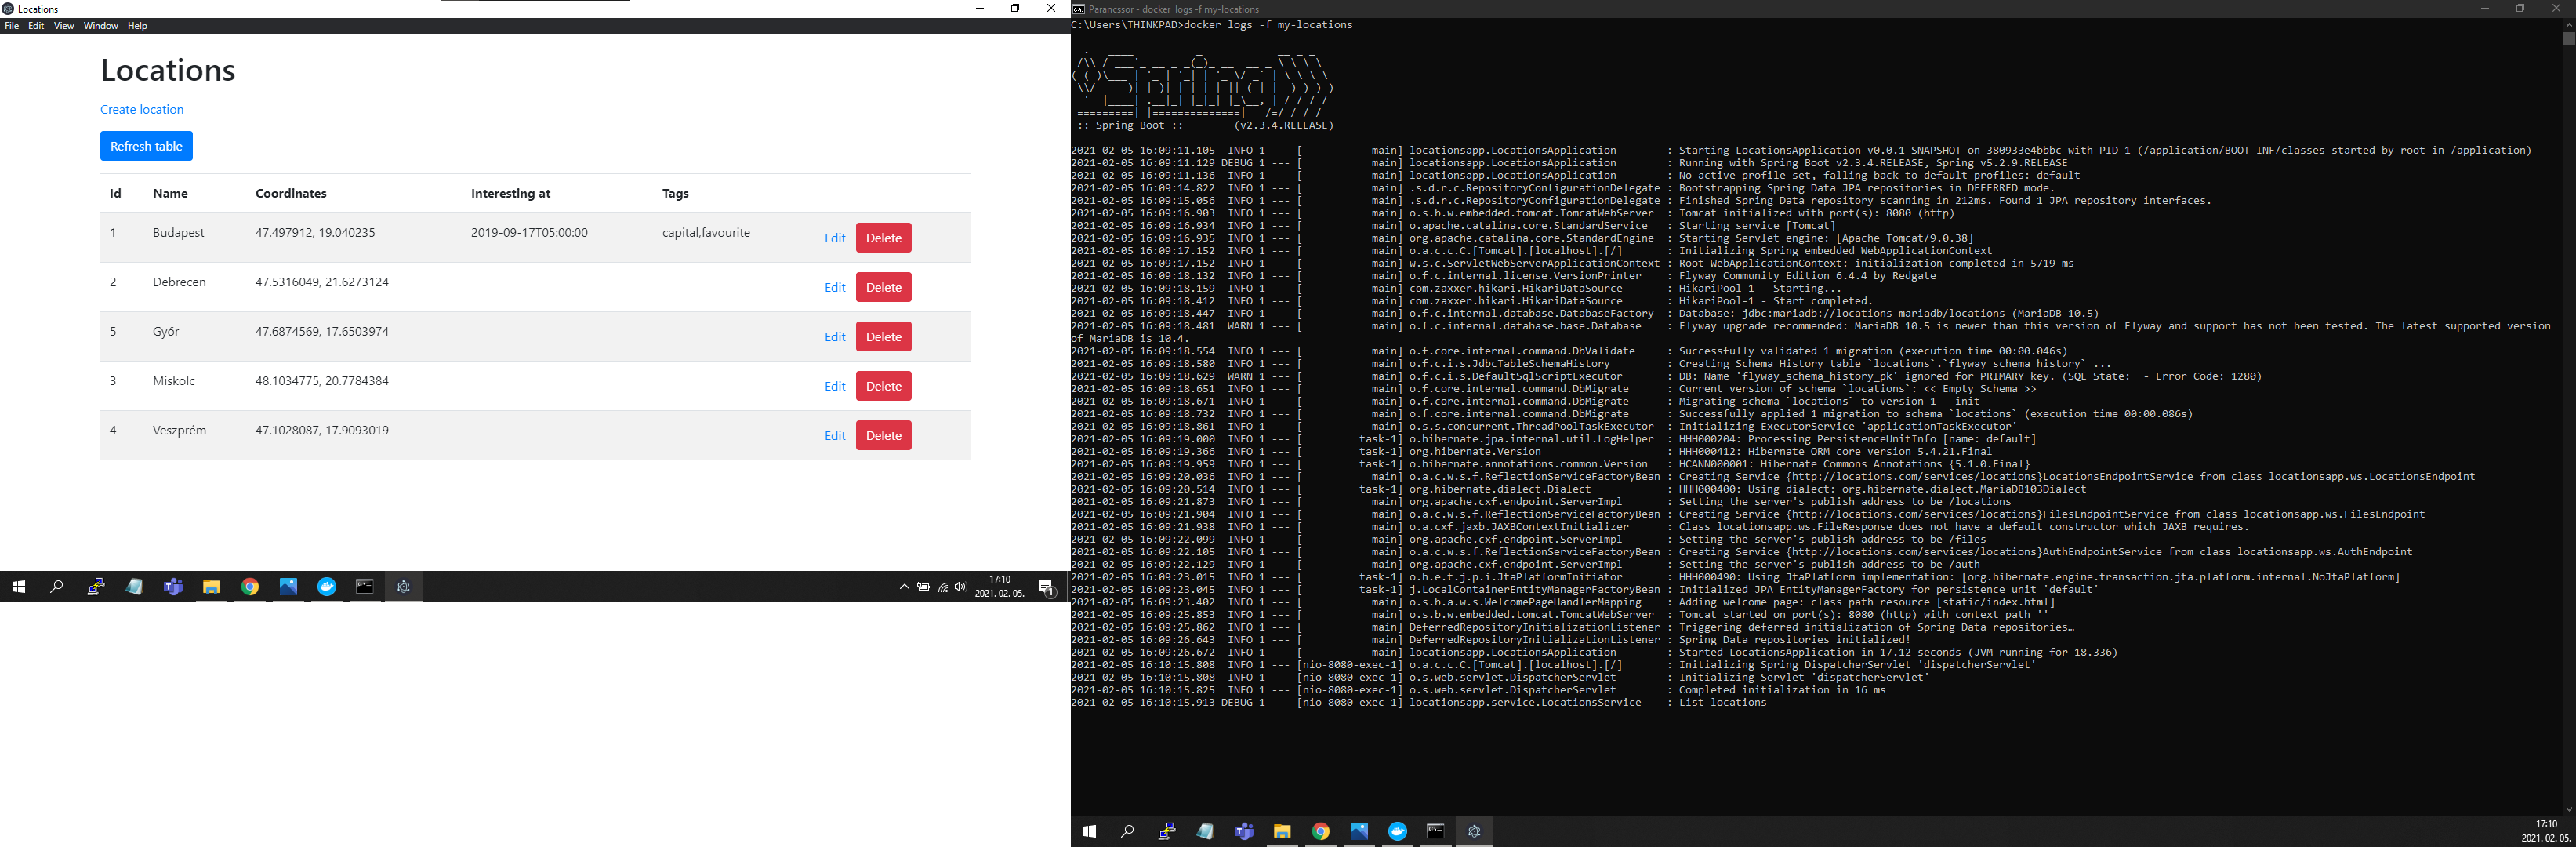 Locations
File Edit View Window Help
Locations
Create location
Refresh table
Id Name Coordinates Interesting at Tags
1 Budapest 47.497912, 19.040235 2019-09-17T05:00:00 capital,favourite Edit Delete
2 Debrecen 47.5316049, 21.6273124 Edit Delete
5 Győr 47.6874569, 17.6503974 Edit Delete
3 Miskolc 48.1034775, 20.7784384 Edit Delete
4 Veszprém 47.1028087, 17.9093019 Edit Delete
17:10
2021. 02. 05.
1
Parancssor - docker logs -f my-locations
C:\Users\THINKPAD>docker logs -f my-locations
Spring
:: Spring Boot :: (v2.3.4.RELEASE)
2021-02-05 16:09:11.105 INFO 1 --- [ main] locationsapp.LocationsApplication : Starting LocationsApplication v0.0.1-SNAPSHOT on 380933e4bbbc with PID 1 (/application/BOOT-INF/classes started by root in /application)
2021-02-05 16:09:11.129 DEBUG 1 --- [ main] locationsapp.LocationsApplication : Running with Spring Boot v2.3.4.RELEASE, Spring v5.2.9.RELEASE
2021-02-05 16:09:11.136 INFO 1 --- [ main] locationsapp.LocationsApplication : No active profile set, falling back to default profiles: default
2021-02-05 16:09:14.822 INFO 1 --- [ main] .s.d.r.c.RepositoryConfigurationDelegate : Bootstrapping Spring Data JPA repositories in DEFERRED mode.
2021-02-05 16:09:15.056 INFO 1 --- [ main] .s.d.r.c.RepositoryConfigurationDelegate : Finished Spring Data repository scanning in 212ms. Found 1 JPA repository interfaces.
2021-02-05 16:09:16.903 INFO 1 --- [ main] o.s.b.w.embedded.tomcat.TomcatWebServer : Tomcat initialized with port(s): 8080 (http)
2021-02-05 16:09:16.934 INFO 1 --- [ main] o.apache.catalina.core.StandardService : Starting service [Tomcat]
2021-02-05 16:09:16.935 INFO 1 --- [ main] org.apache.catalina.core.StandardEngine : Starting Servlet engine: [Apache Tomcat/9.0.38]
2021-02-05 16:09:17.152 INFO 1 --- [ main] o.a.c.c.C.[Tomcat].[localhost].[/] : Initializing Spring embedded WebApplicationContext
2021-02-05 16:09:17.152 INFO 1 --- [ main] w.s.c.ServletWebServerApplicationContext : Root WebApplicationContext: initialization completed in 5719 ms
2021-02-05 16:09:18.132 INFO 1 --- [ main] o.f.c.internal.license.VersionPrinter : Flyway Community Edition 6.4.4 by Redgate
2021-02-05 16:09:18.159 INFO 1 --- [ main] com.zaxxer.hikari.HikariDataSource : HikariPool-1 - Starting...
2021-02-05 16:09:18.412 INFO 1 --- [ main] com.zaxxer.hikari.HikariDataSource : HikariPool-1 - Start completed.
2021-02-05 16:09:18.447 INFO 1 --- [ main] o.f.c.internal.database.DatabaseFactory : Database: jdbc:mariadb://locations-mariadb/locations (MariaDB 10.5)
2021-02-05 16:09:18.481 WARN 1 --- [ main] o.f.c.internal.database.base.Database : Flyway upgrade recommended: MariaDB 10.5 is newer than this version of Flyway and support has not been tested. The latest supported version
of MariaDB is 10.4.
2021-02-05 16:09:18.554 INFO 1 --- [ main] o.f.core.internal.command.DbValidate : Successfully validated 1 migration (execution time 00:00.046s)
2021-02-05 16:09:18.580 INFO 1 --- [ main] o.f.c.i.s.JdbcTableSchemaHistory : Creating Schema History table `locations`.`flyway_schema_history` ...
2021-02-05 16:09:18.629 WARN 1 --- [ main] o.f.c.i.s.DefaultSqlScriptExecutor : DB: Name 'flyway_schema_history_pk' ignored for PRIMARY key. (SQL State: - Error Code: 1280)
2021-02-05 16:09:18.651 INFO 1 --- [ main] o.f.core.internal.command.DbMigrate : Current version of schema `locations`: << Empty Schema >>
2021-02-05 16:09:18.671 INFO 1 --- [ main] o.f.core.internal.command.DbMigrate : Migrating schema `locations` to version 1 - init
2021-02-05 16:09:18.732 INFO 1 --- [ main] o.f.core.internal.command.DbMigrate : Successfully applied 1 migration to schema `locations` (execution time 00:00.086s)
2021-02-05 16:09:18.861 INFO 1 --- [ main] o.s.s.concurrent.ThreadPoolTaskExecutor : Initializing ExecutorService 'applicationTaskExecutor'
2021-02-05 16:09:19.000 INFO 1 --- [ task-1] o.hibernate.jpa.internal.util.LogHelper : HHH000204: Processing PersistenceUnitInfo [name: default]
2021-02-05 16:09:19.366 INFO 1 --- [ task-1] org.hibernate.Version : HHH000412: Hibernate ORM core version 5.4.21.Final
2021-02-05 16:09:19.959 INFO 1 --- [ task-1] o.hibernate.annotations.common.Version : HCANN000001: Hibernate Commons Annotations {5.1.0.Final}
2021-02-05 16:09:20.036 INFO 1 --- [ main] o.a.c.w.s.f.ReflectionServiceFactoryBean : Creating Service {http://locations.com/services/locations}LocationsEndpointService from class locationsapp.ws.LocationsEndpoint
2021-02-05 16:09:20.514 INFO 1 --- [ task-1] org.hibernate.dialect.Dialect : HHH000400: Using dialect: org.hibernate.dialect.MariaDB103Dialect
2021-02-05 16:09:21.873 INFO 1 --- [ main] org.apache.cxf.endpoint.ServerImpl : Setting the server's publish address to be /locations
2021-02-05 16:09:21.904 INFO 1 --- [ main] o.a.c.w.s.f.ReflectionServiceFactoryBean : Creating Service {http://locations.com/services/locations}FilesEndpointService from class locationsapp.ws.FilesEndpoint
2021-02-05 16:09:21.938 INFO 1 --- [ main] o.a.cxf.jaxb.JAXBContextInitializer : Class locationsapp.ws.FileResponse does not have a default constructor which JAXB requires.
2021-02-05 16:09:22.099 INFO 1 --- [ main] org.apache.cxf.endpoint.ServerImpl : Setting the server's publish address to be /files
2021-02-05 16:09:22.105 INFO 1 --- [ main] o.a.c.w.s.f.ReflectionServiceFactoryBean : Creating Service {http://locations.com/services/locations}AuthEndpointService from class locationsapp.ws.AuthEndpoint
2021-02-05 16:09:22.129 INFO 1 --- [ main] org.apache.cxf.endpoint.ServerImpl : Setting the server's publish address to be /auth
2021-02-05 16:09:23.015 INFO 1 --- [ task-1] o.h.e.t.j.p.i.JtaPlatformInitiator : HHH000490: Using JtaPlatform implementation: [org.hibernate.engine.transaction.jta.platform.internal.NoJtaPlatform]
2021-02-05 16:09:23.045 INFO 1 --- [ task-1] j.LocalContainerEntityManagerFactoryBean : Initialized JPA EntityManagerFactory for persistence unit 'default'
2021-02-05 16:09:23.402 INFO 1 --- [ main] o.s.b.a.w.s.WelcomePageHandlerMapping : Adding welcome page: class path resource [static/index.html]
2021-02-05 16:09:25.853 INFO 1 --- [ main] o.s.b.w.embedded.tomcat.TomcatWebServer : Tomcat started on port(s): 8080 (http) with context path ''
2021-02-05 16:09:25.862 INFO 1 --- [ main] DeferredRepositoryInitializationListener : Triggering deferred initialization of Spring Data repositories…
2021-02-05 16:09:26.643 INFO 1 --- [ main] DeferredRepositoryInitializationListener : Spring Data repositories initialized!
2021-02-05 16:09:26.672 INFO 1 --- [ main] locationsapp.LocationsApplication : Started LocationsApplication in 17.12 seconds (JVM running for 18.336)
2021-02-05 16:10:15.808 INFO 1 --- [nio-8080-exec-1] o.a.c.c.C.[Tomcat].[localhost].[/] : Initializing Spring DispatcherServlet 'dispatcherServlet'
2021-02-05 16:10:15.808 INFO 1 --- [nio-8080-exec-1] o.s.web.servlet.DispatcherServlet : Initializing Servlet 'dispatcherServlet'
2021-02-05 16:10:15.825 INFO 1 --- [nio-8080-exec-1] o.s.web.servlet.DispatcherServlet : Completed initialization in 16 ms
2021-02-05 16:10:15.913 DEBUG 1 --- [nio-8080-exec-1] locationsapp.service.LocationsService : List locations
17:10
2021. 02. 05.